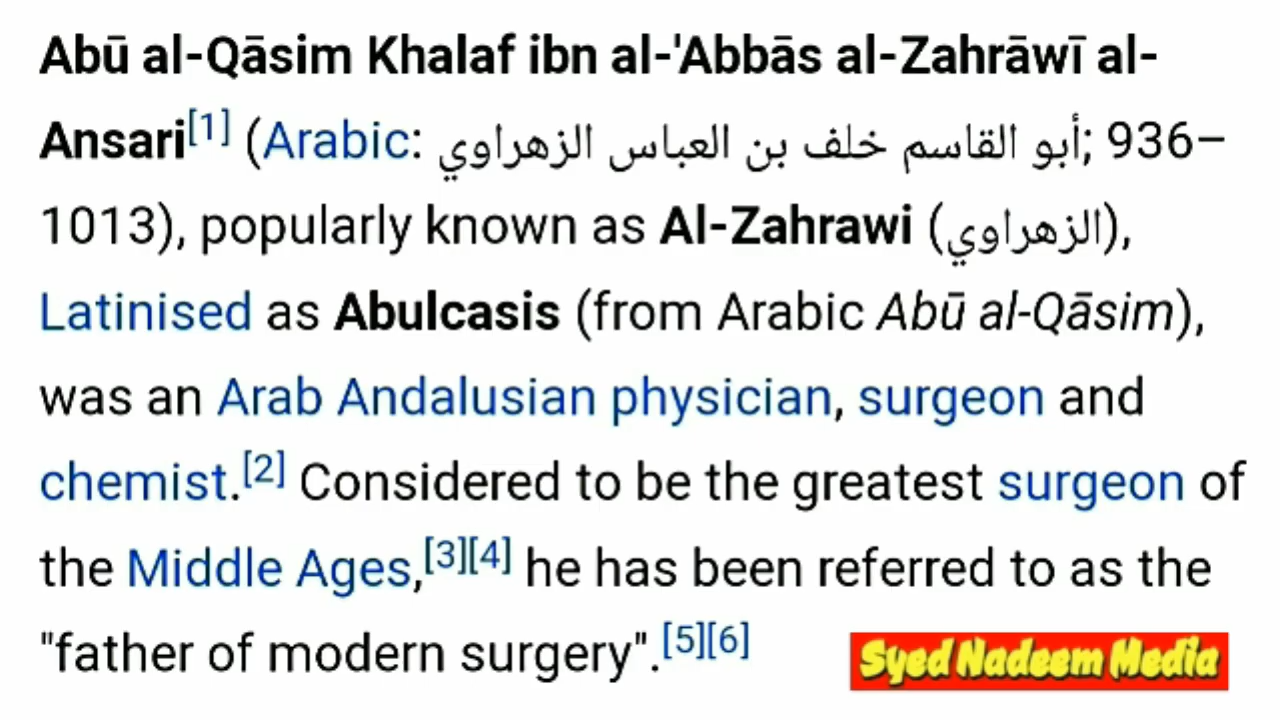 Abū al-Qāsim Khalaf ibn al-'Abbās al-Zahrāwī al-
Ansari[1] (Arabic: أبو القاسم خلف بن العباس الزهراوي; 936–
1013), popularly known as Al-Zahrawi (الزهراوي),
Latinised as Abulcasis (from Arabic Abū al-Qāsim),
was an Arab Andalusian physician, surgeon and
chemist.[2] Considered to be the greatest surgeon of
the Middle Ages,[3][4] he has been referred to as the
"father of modern surgery".[5][6]
Syed Nadeem Media